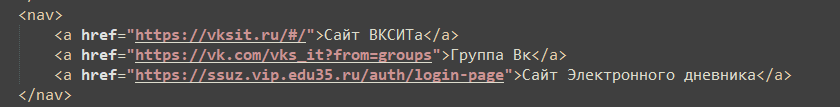 <nav>
    <a href="https://vksit.ru/#/">Сайт ВКСИТа</a>
    <a href="https://vk.com/vks_it?from=groups">Группа Вк</a>
    <a href="https://ssuz.vip.edu35.ru/auth/login-page">Сайт Электронного дневника</a>
</nav>